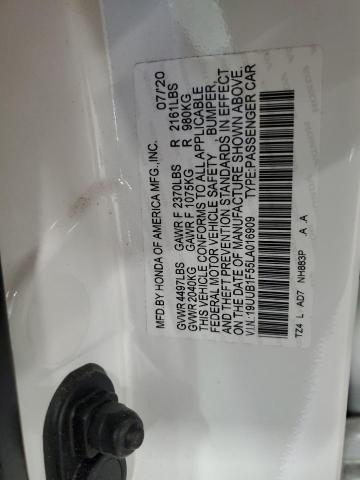 MFD BY HONDA OF AMERICA MFG., INC. 07/'20
GVWR 4497LBS GAWR F 2370LBS R 2161LBS
GVWR 2040KG GAWR F 1075KG R 980KG
THIS VEHICLE CONFORMS TO ALL APPLICABLE
FEDERAL MOTOR VEHICLE SAFETY, BUMPER,
AND THEFT PREVENTION STANDARDS IN EFFECT
ON THE DATE OF MANUFACTURE SHOWN ABOVE.
V.I.N.:19UUB1F55LA016909 TYPE:PASSENGER CAR
TZ4 L AD7 NH883P A A